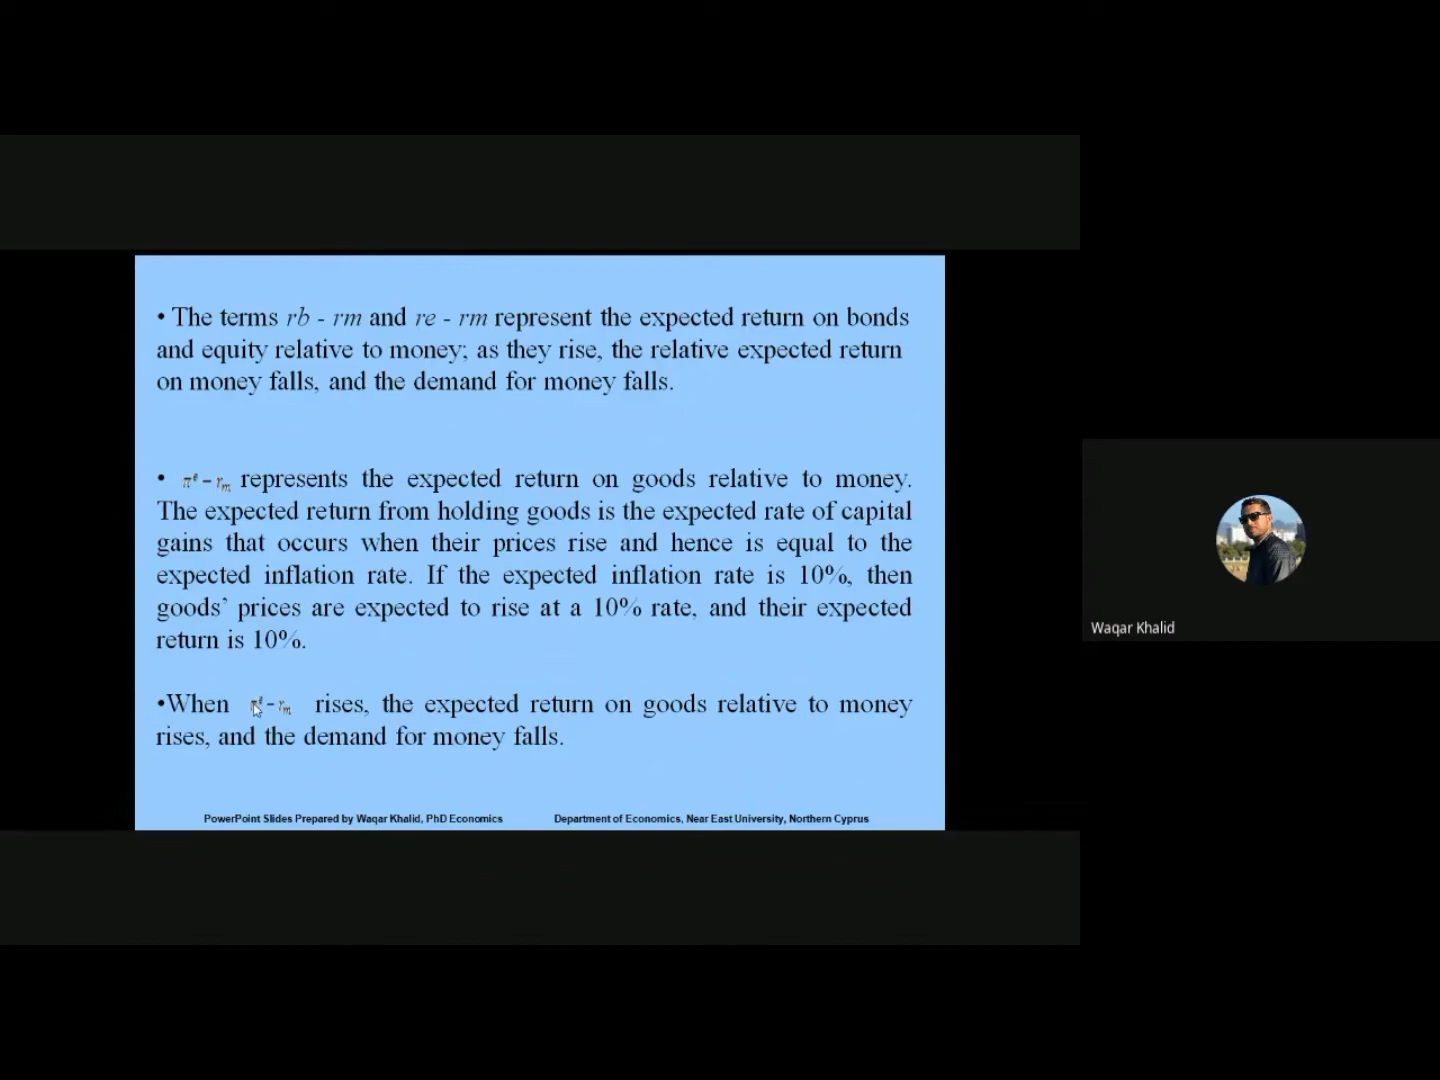 • The terms rb - rm and re - rm represent the expected return on bonds
and equity relative to money; as they rise, the relative expected return
on money falls, and the demand for money falls.
• πᵉ – rₘ represents the expected return on goods relative to money.
The expected return from holding goods is the expected rate of capital
gains that occurs when their prices rise and hence is equal to the
expected inflation rate. If the expected inflation rate is 10%, then
goods’ prices are expected to rise at a 10% rate, and their expected
return is 10%.
•When πᵉ – rₘ rises, the expected return on goods relative to money
rises, and the demand for money falls.
PowerPoint Slides Prepared by Waqar Khalid, PhD Economics Department of Economics, Near East University, Northern Cyprus
Waqar Khalid